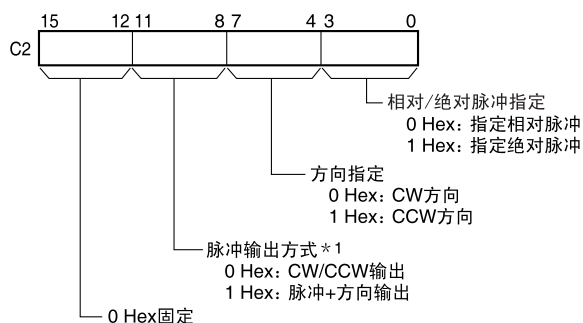 15 12 11 8 7 4 3 0
C2
相对/绝对脉冲指定
0 Hex：指定相对脉冲
1 Hex：指定绝对脉冲
方向指定
0 Hex：CW方向
1 Hex：CCW方向
脉冲输出方式＊1
0 Hex：CW/CCW输出
1 Hex：脉冲+方向输出
0 Hex固定